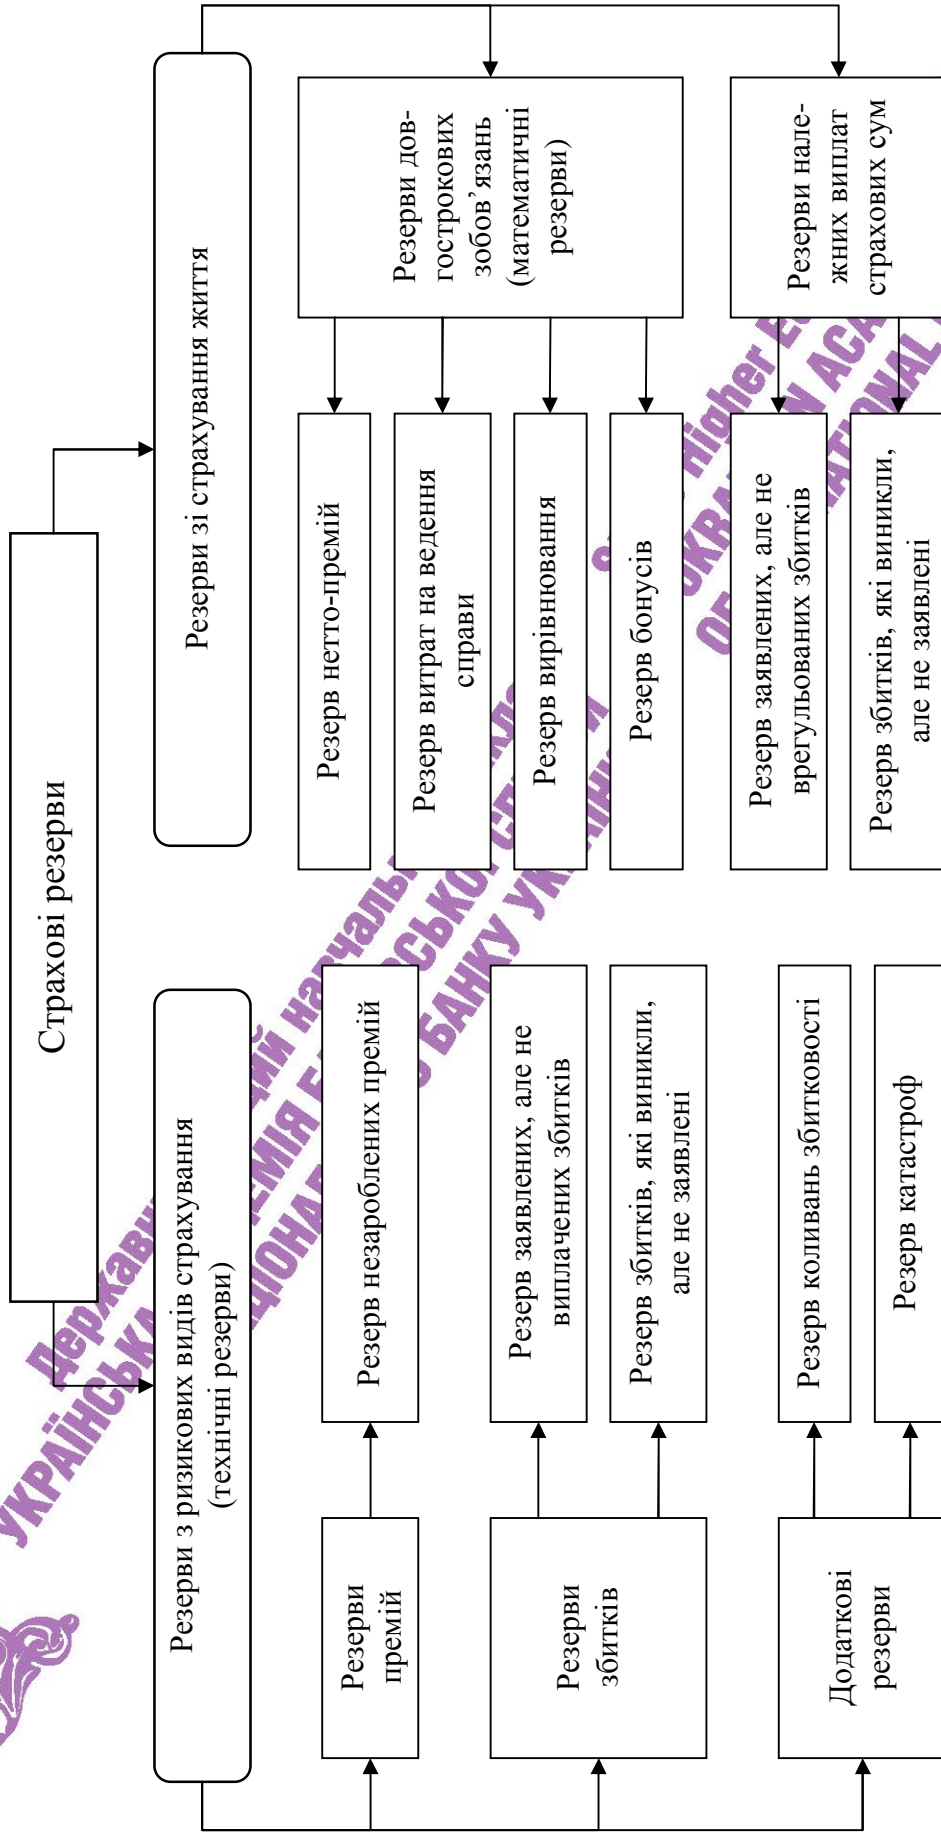 Страхові резерви
Резерви з ризикових видів страхування
(технічні резерви)
Резерви зі страхування життя
Резерви
премій
Резерв незароблених премій
Резерви
збитків
Резерв заявлених, але не
виплачених збитків
Резерв збитків, які виникли,
але не заявлені
Додаткові
резерви
Резерв коливань збитковості
Резерв катастроф
Резерв нетто-премій
Резерв витрат на ведення
справи
Резерв вирівнювання
Резерв бонусів
Резерви дов-
гострокових
зобов’язань
(математичні
резерви)
Резерв заявлених, але не
врегульованих збитків
Резерв збитків, які виникли,
але не заявлені
Резерви нале-
жних виплат
страхових сум
УКРАЇНСЬКА
БАНКУ
Higher